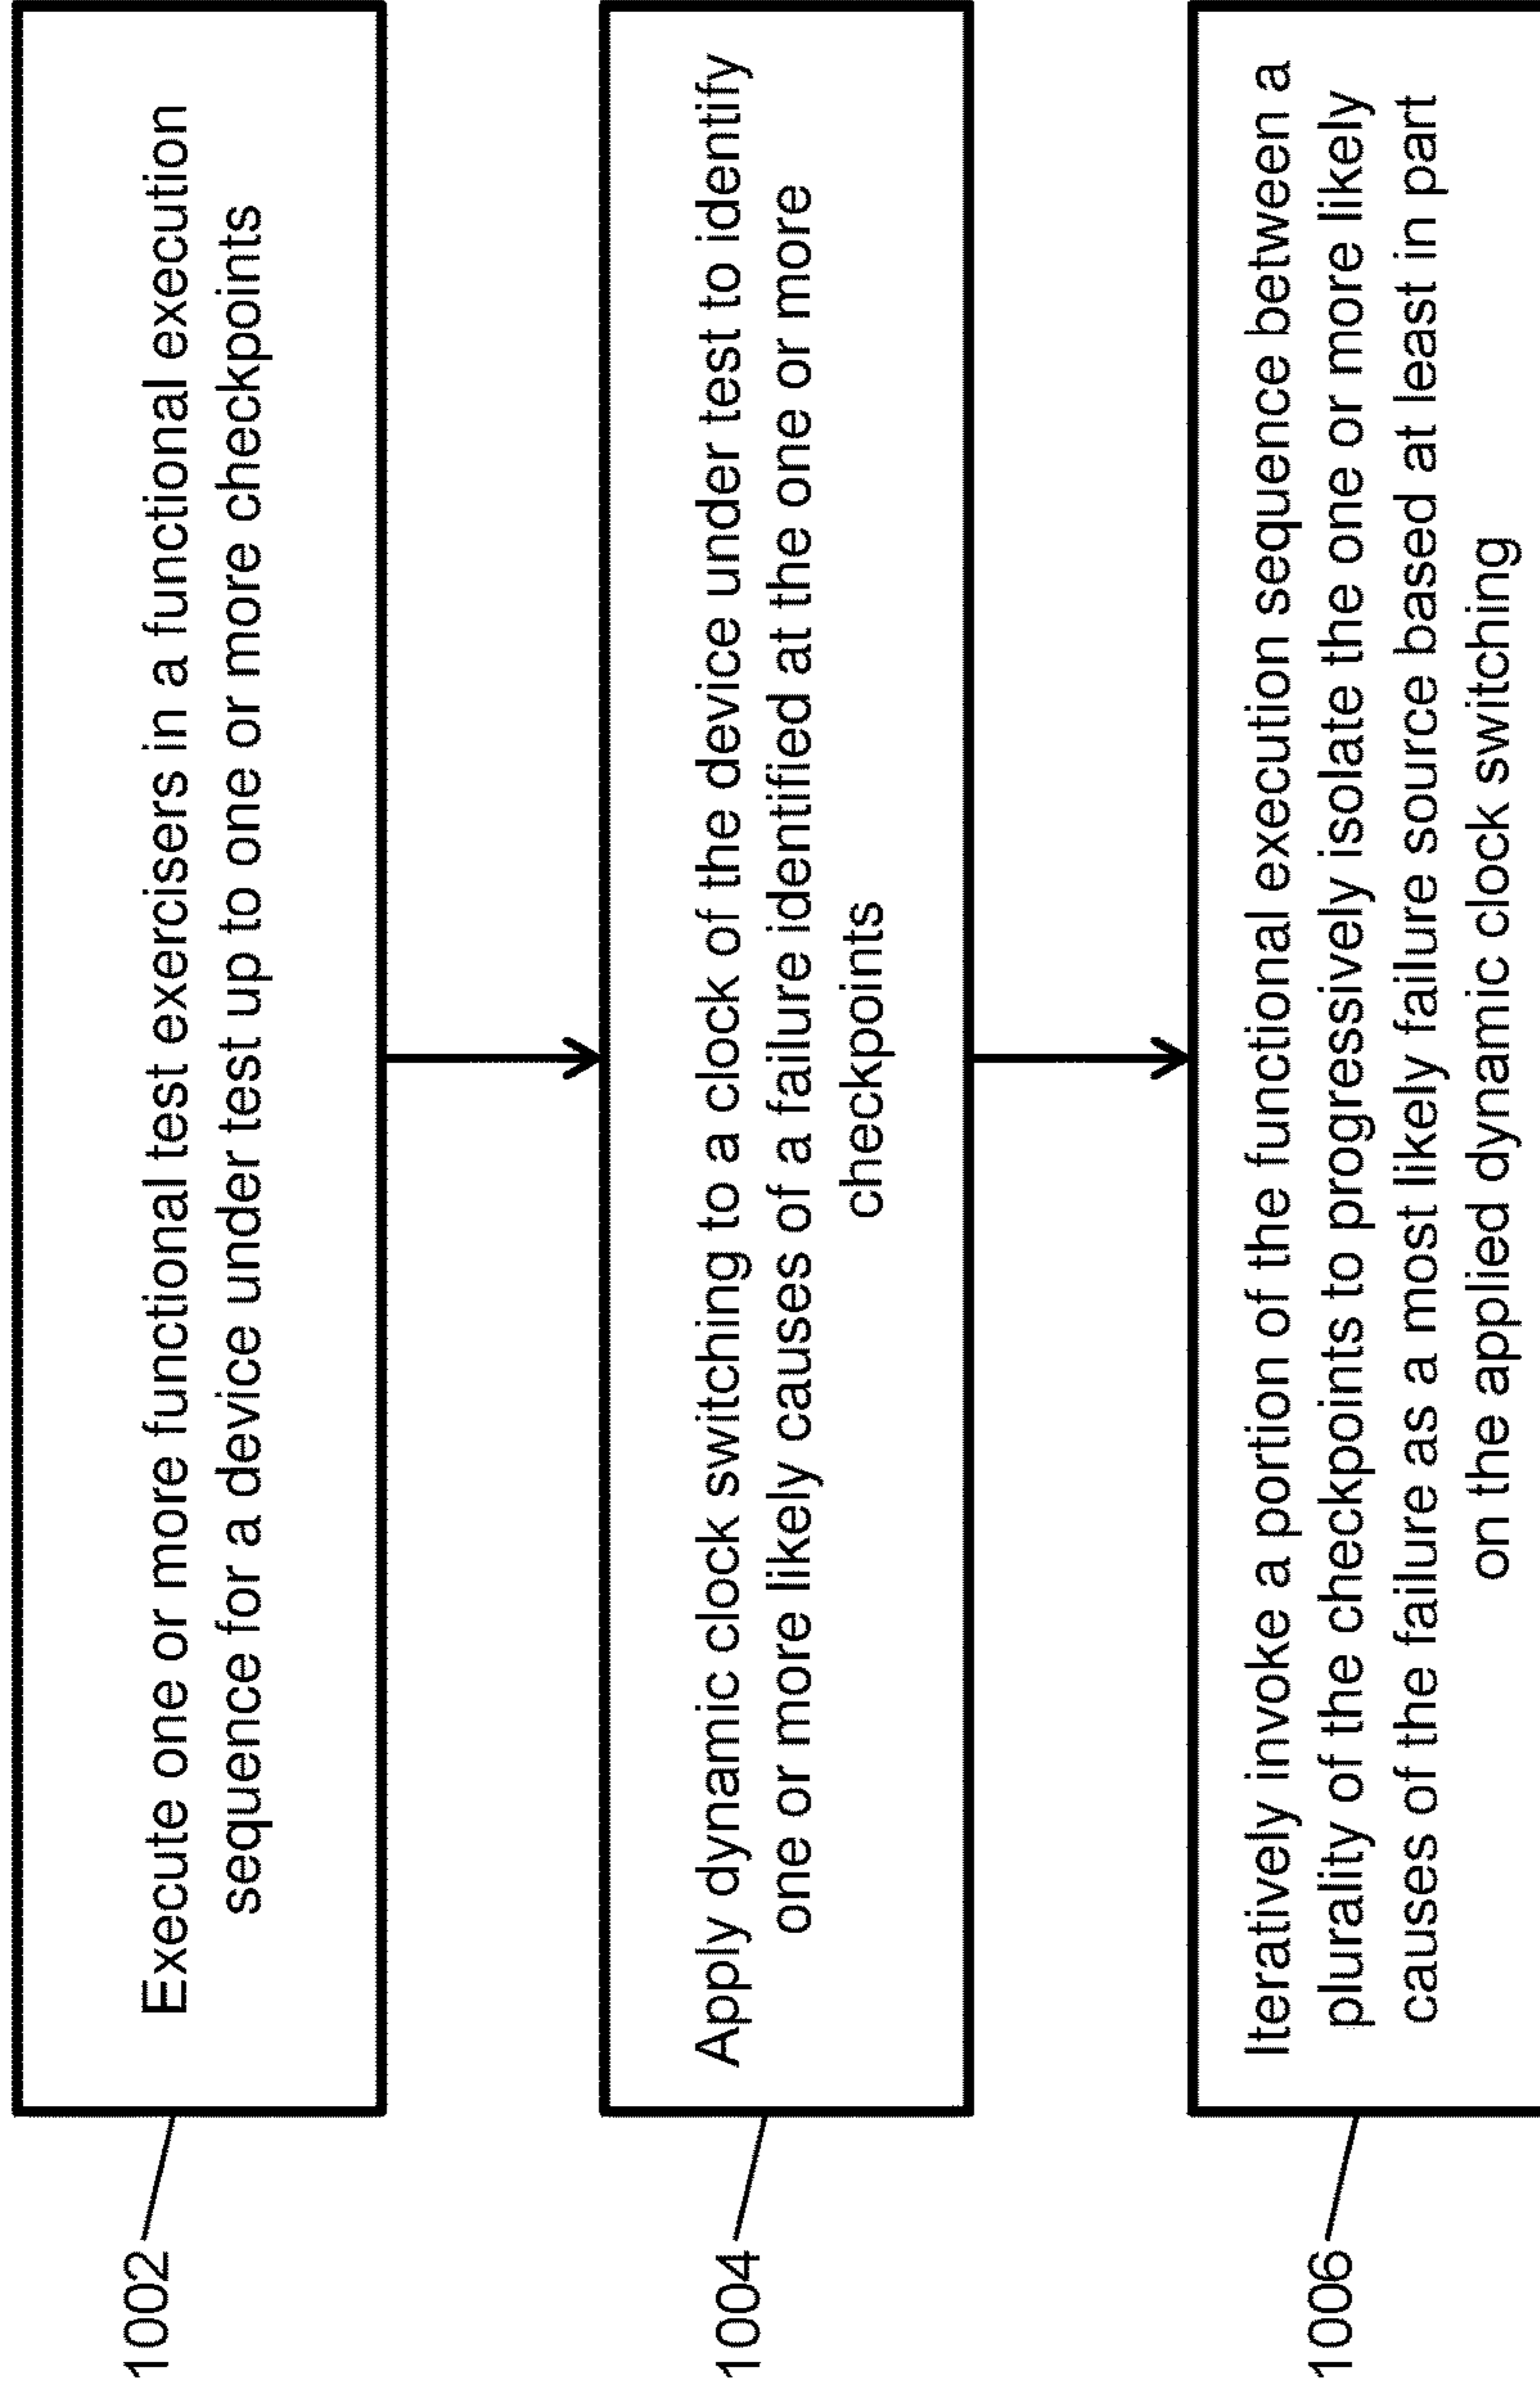 1002
Execute one or more functional test exercisers in a functional execution
sequence for a device under test up to one or more checkpoints
1004
Apply dynamic clock switching to a clock of the device under test to identify
one or more likely causes of a failure identified at the one or more
checkpoints
1006
Iteratively invoke a portion of the functional execution sequence between a
plurality of the checkpoints to progressively isolate the one or more likely
causes of the failure as a most likely failure source based at least in part
on the applied dynamic clock switching